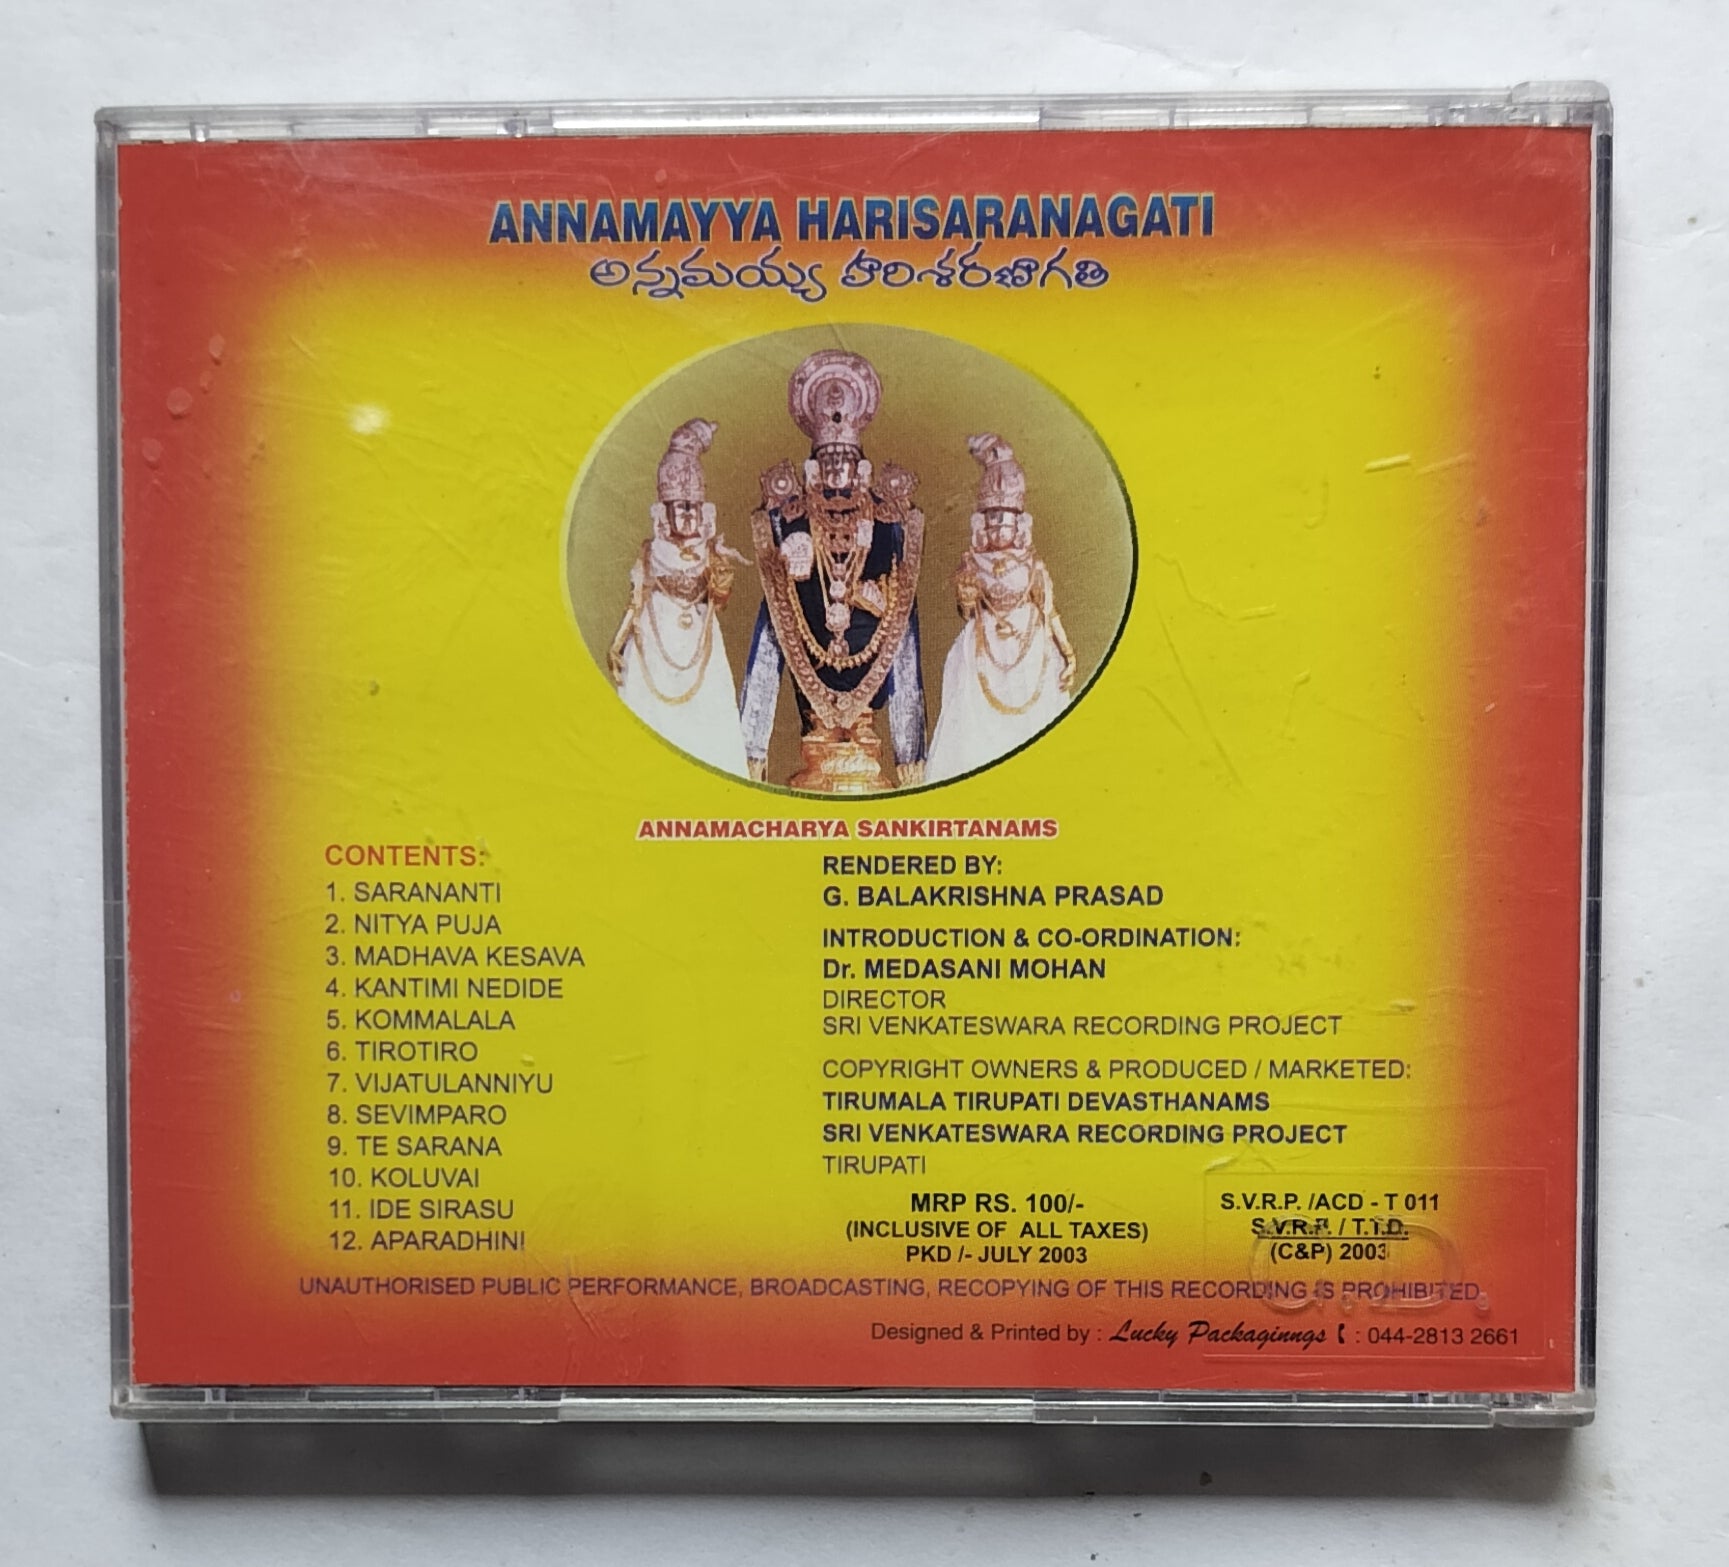 ANNAMAYYA HARISARANAGATI
అన్నమయ్య హరిశరణాగతి
ANNAMACHARYA SANKIRTANAMS
CONTENTS:
1. SARANANTI
2. NITYA PUJA
3. MADHAVA KESAVA
4. KANTIMI NEDIDE
5. KOMMALALA
6. TIROTIRO
7. VIJATULANNIYU
8. SEVIMPARO
9. TE SARANA
10. KOLUVAI
11. IDE SIRASU
12. APARADHINI
RENDERED BY:
G. BALAKRISHNA PRASAD
INTRODUCTION & CO-ORDINATION:
Dr. MEDASANI MOHAN
DIRECTOR
SRI VENKATESWARA RECORDING PROJECT
COPYRIGHT OWNERS & PRODUCED / MARKETED:
TIRUMALA TIRUPATI DEVASTHANAMS
SRI VENKATESWARA RECORDING PROJECT
TIRUPATI
MRP RS. 100/-
(INCLUSIVE OF ALL TAXES)
PKD /- JULY 2003
S.V.R.P. /ACD - T 011
S.V.R.P. / T.T.D.
(C&P) 2003
UNAUTHORISED PUBLIC PERFORMANCE, BROADCASTING, RECOPYING OF THIS RECORDING IS PROHIBITED.
Designed & Printed by : Lucky Packaginngs : 044-2813 2661